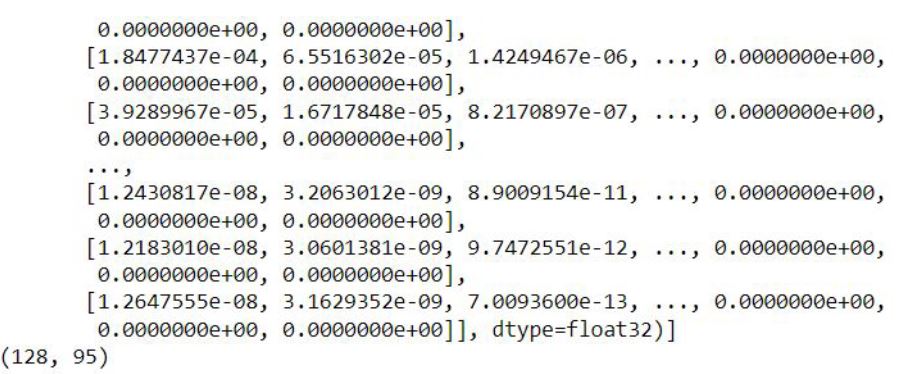 0.0000000e+00, 0.0000000e+00],
[1.8477437e-04, 6.5516302e-05, 1.4249467e-06, ..., 0.0000000e+00,
0.0000000e+00, 0.0000000e+00],
[3.9289967e-05, 1.6717848e-05, 8.2170897e-07, ..., 0.0000000e+00,
0.0000000e+00, 0.0000000e+00],
...,
[1.2430817e-08, 3.2063012e-09, 8.9009154e-11, ..., 0.0000000e+00,
0.0000000e+00, 0.0000000e+00],
[1.2183010e-08, 3.0601381e-09, 9.7472551e-12, ..., 0.0000000e+00,
0.0000000e+00, 0.0000000e+00],
[1.2647555e-08, 3.1629352e-09, 7.0093600e-13, ..., 0.0000000e+00,
0.0000000e+00, 0.0000000e+00]], dtype=float32)]
(128, 95)